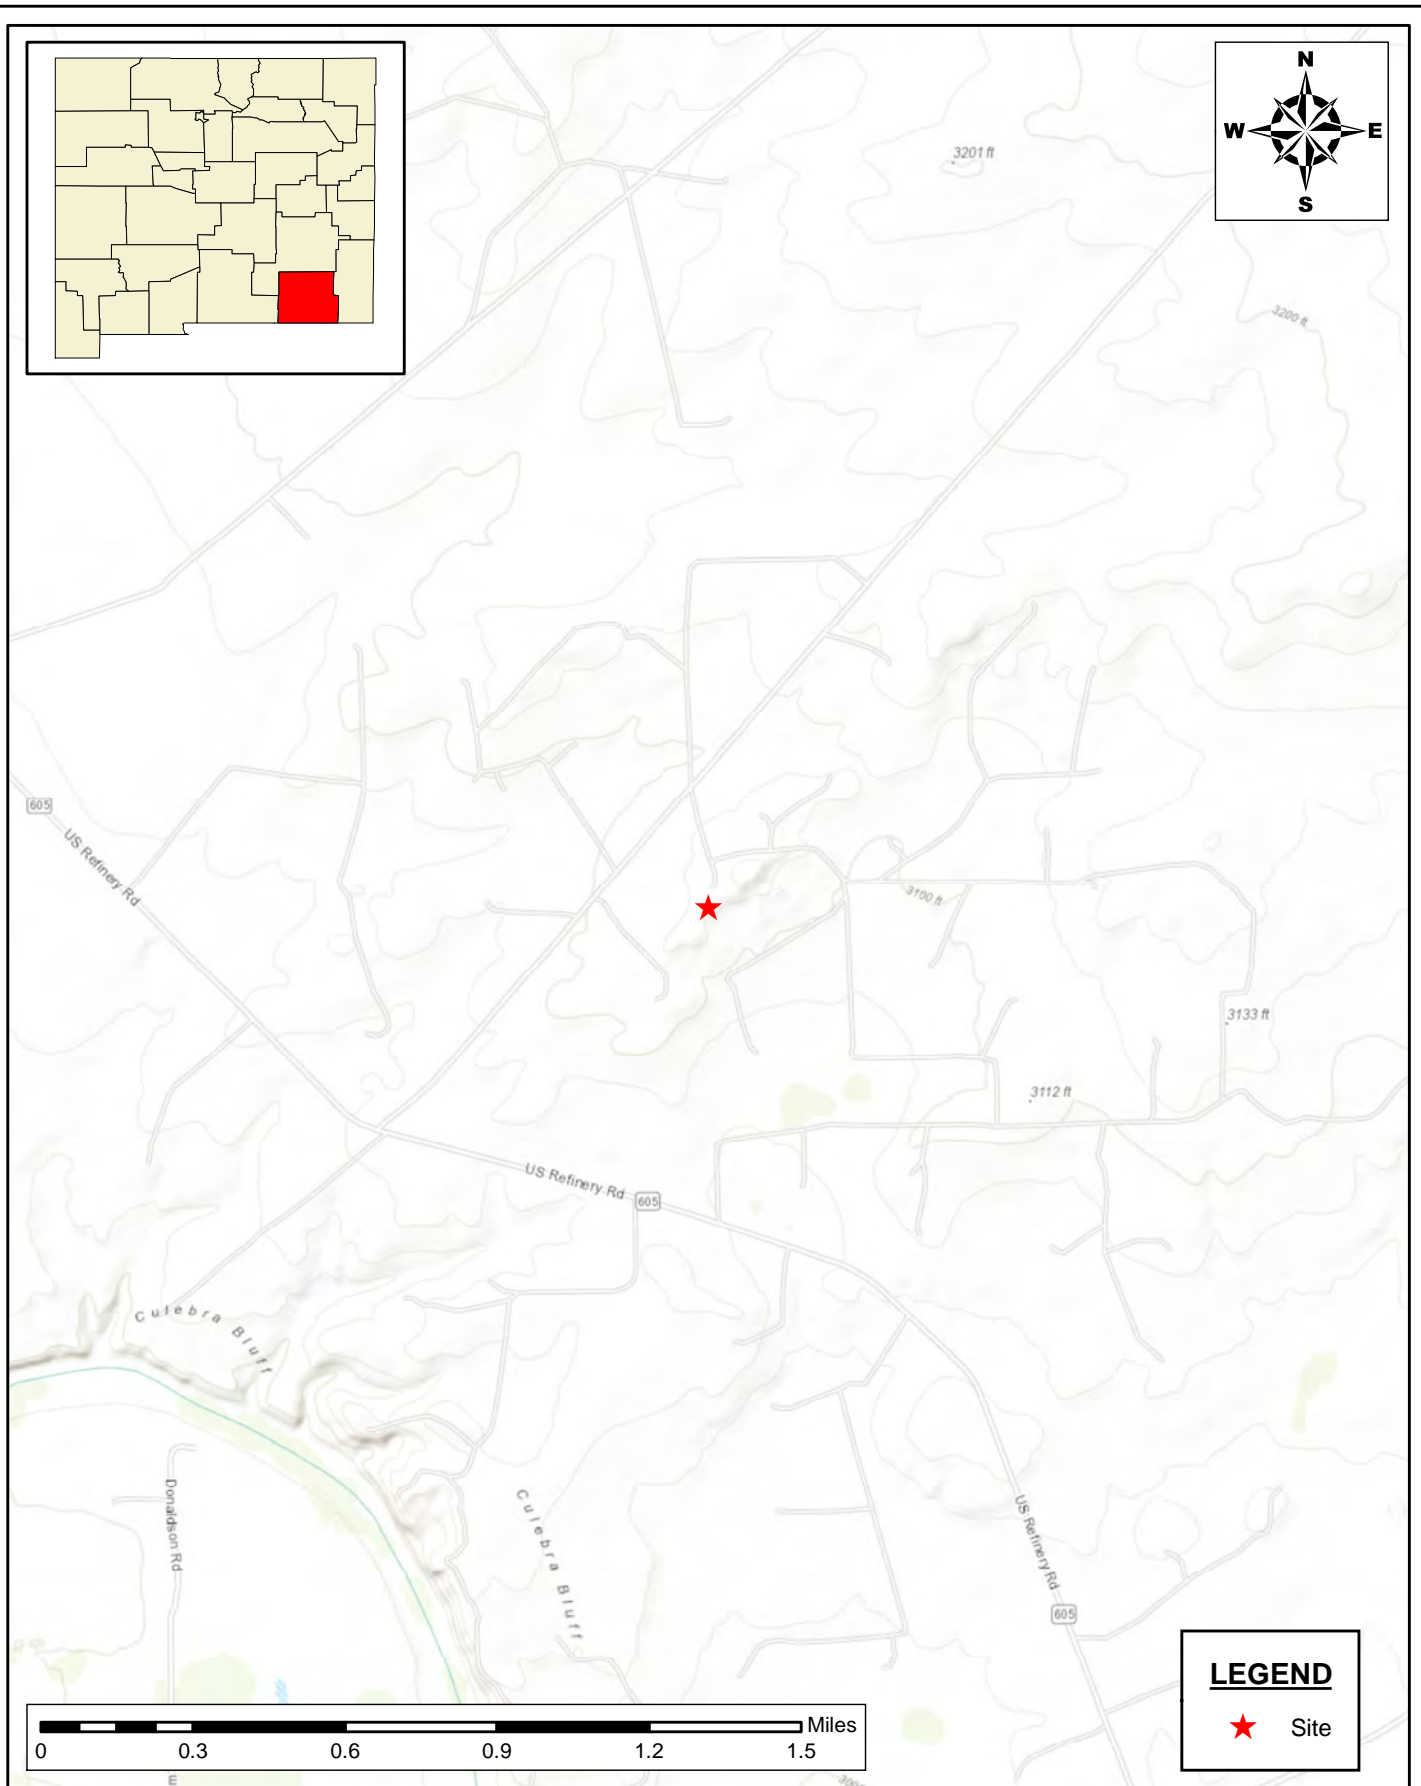 N
W E
S
3201 ft
3200 ft
605
US Refinery Rd
3100 ft
3133 ft
3112 ft
US Refinery Rd
605
Culebra Bluff
Donaldson Rd
Culebra Bluff
US Refinery Rd
605
LEGEND
Site
Miles
0 0.3 0.6 0.9 1.2 1.5